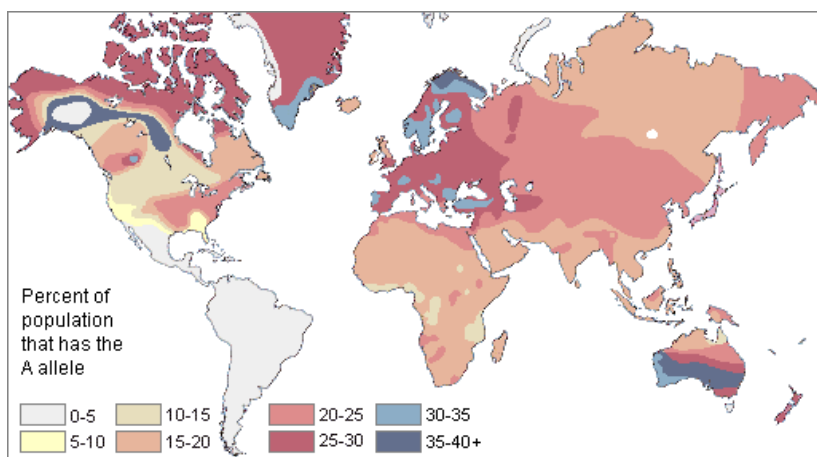 Percent of
population
that has the
A allele
0-5
10-15
20-25
30-35
5-10
15-20
25-30
35-40+